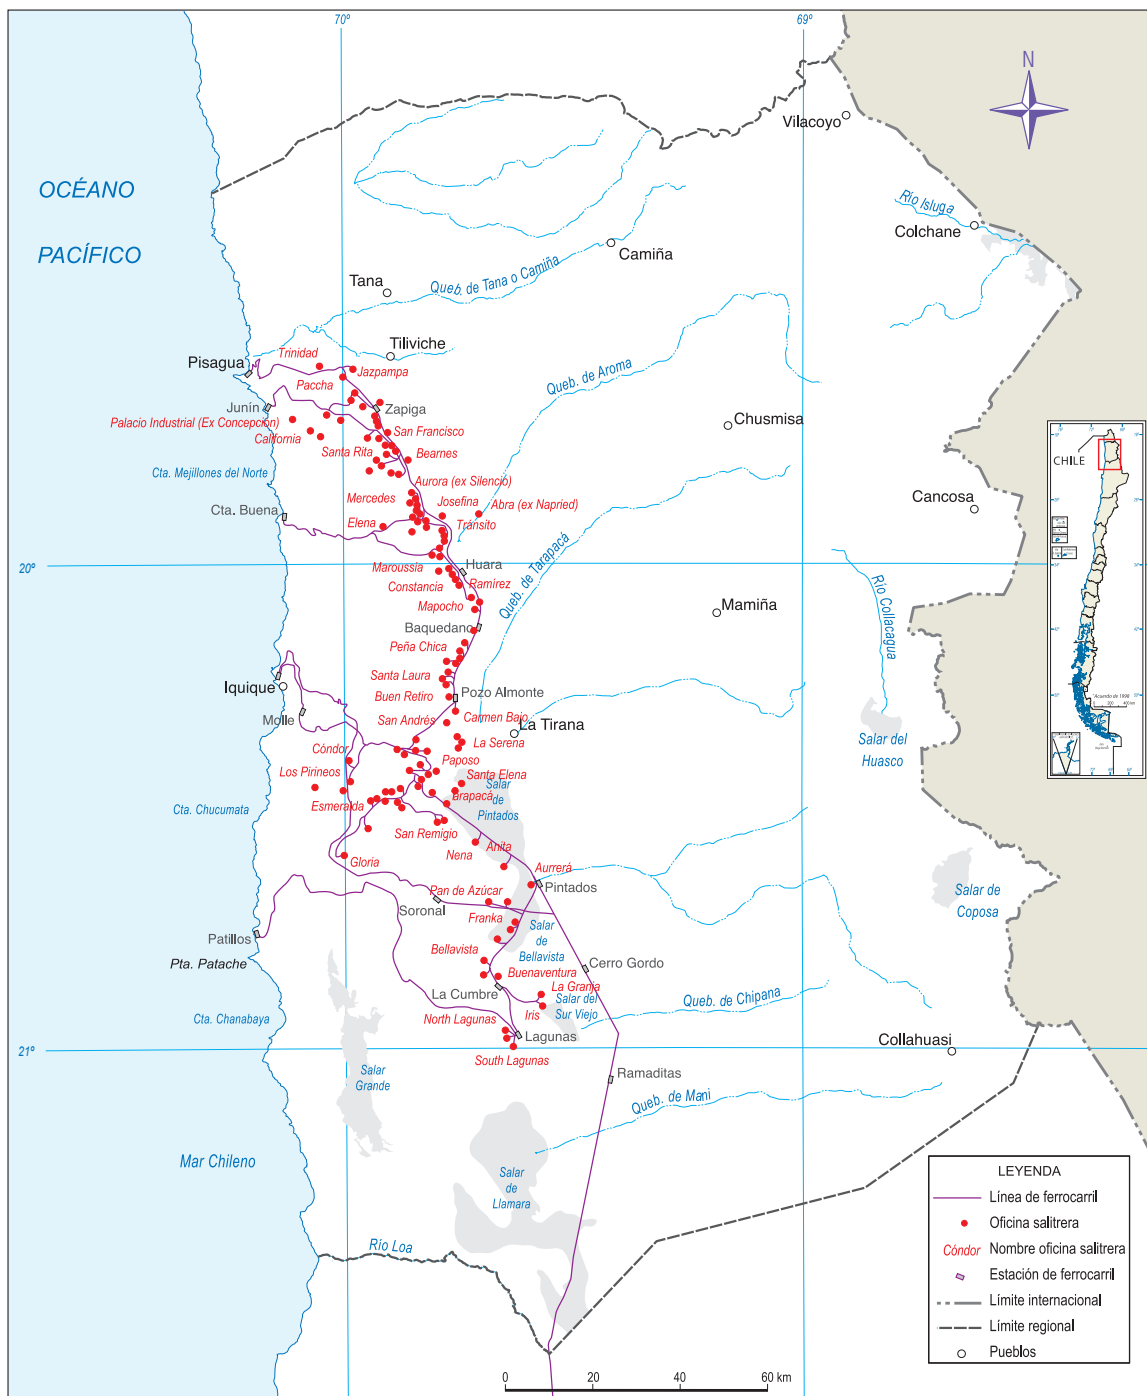 70º
69º
N
Vilacoyo
OCÉANO
PACÍFICO
Río Isluga
Colchane
Camiña
Queb. de Tana o Camiña
Tana
Tiliviche
Pisagua
Trinidad
Jazpampa
Paccha
Queb. de Aroma
Junín
Zapiga
Palacio Industrial (Ex Concepción)
San Francisco
California
Chusmisa
CHILE
Santa Rita
Bearnes
Cta. Mejillones del Norte
Aurora (ex Silencio)
Mercedes
Josefina
Abra (ex Napried)
Cancosa
Cta. Buena
Elena
Tránsito
20º
Queb. de Tarapacá
Huara
Maroussia
Constancia
Ramírez
Río Collacagua
Mapocho
Mamiña
Baquedano
Peña Chica
Santa Laura
Iquique
Buen Retiro
Pozo Almonte
"Acuerdo de 1998
Molle
San Andrés
Carmen Bajo
La Tirana
La Serena
Salar del
Huasco
Cóndor
Paposo
Los Pirineos
Santa Elena
Salar
de
Pintados
Tarapacá
Cta. Chucumata
Esmeralda
San Remigio
Nena
Anita
Gloria
Aurrerá
Pintados
Pan de Azúcar
Soronal
Salar de
Coposa
Franka
Patillos
Salar
de
Bellavista
Pta. Patache
Bellavista
Buenaventura
Cerro Gordo
La Cumbre
La Granja
Salar del
Sur Viejo
Queb. de Chipana
Cta. Chanabaya
North Lagunas
Iris
Lagunas
Collahuasi
21º
South Lagunas
Salar
Grande
Ramaditas
Queb. de Mani
Mar Chileno
Salar
de
Llamara
Río Loa
LEYENDA
Línea de ferrocarril
Oficina salitrera
Cóndor Nombre oficina salitrera
Estación de ferrocarril
Límite internacional
Límite regional
Pueblos
0 20 40 60 km